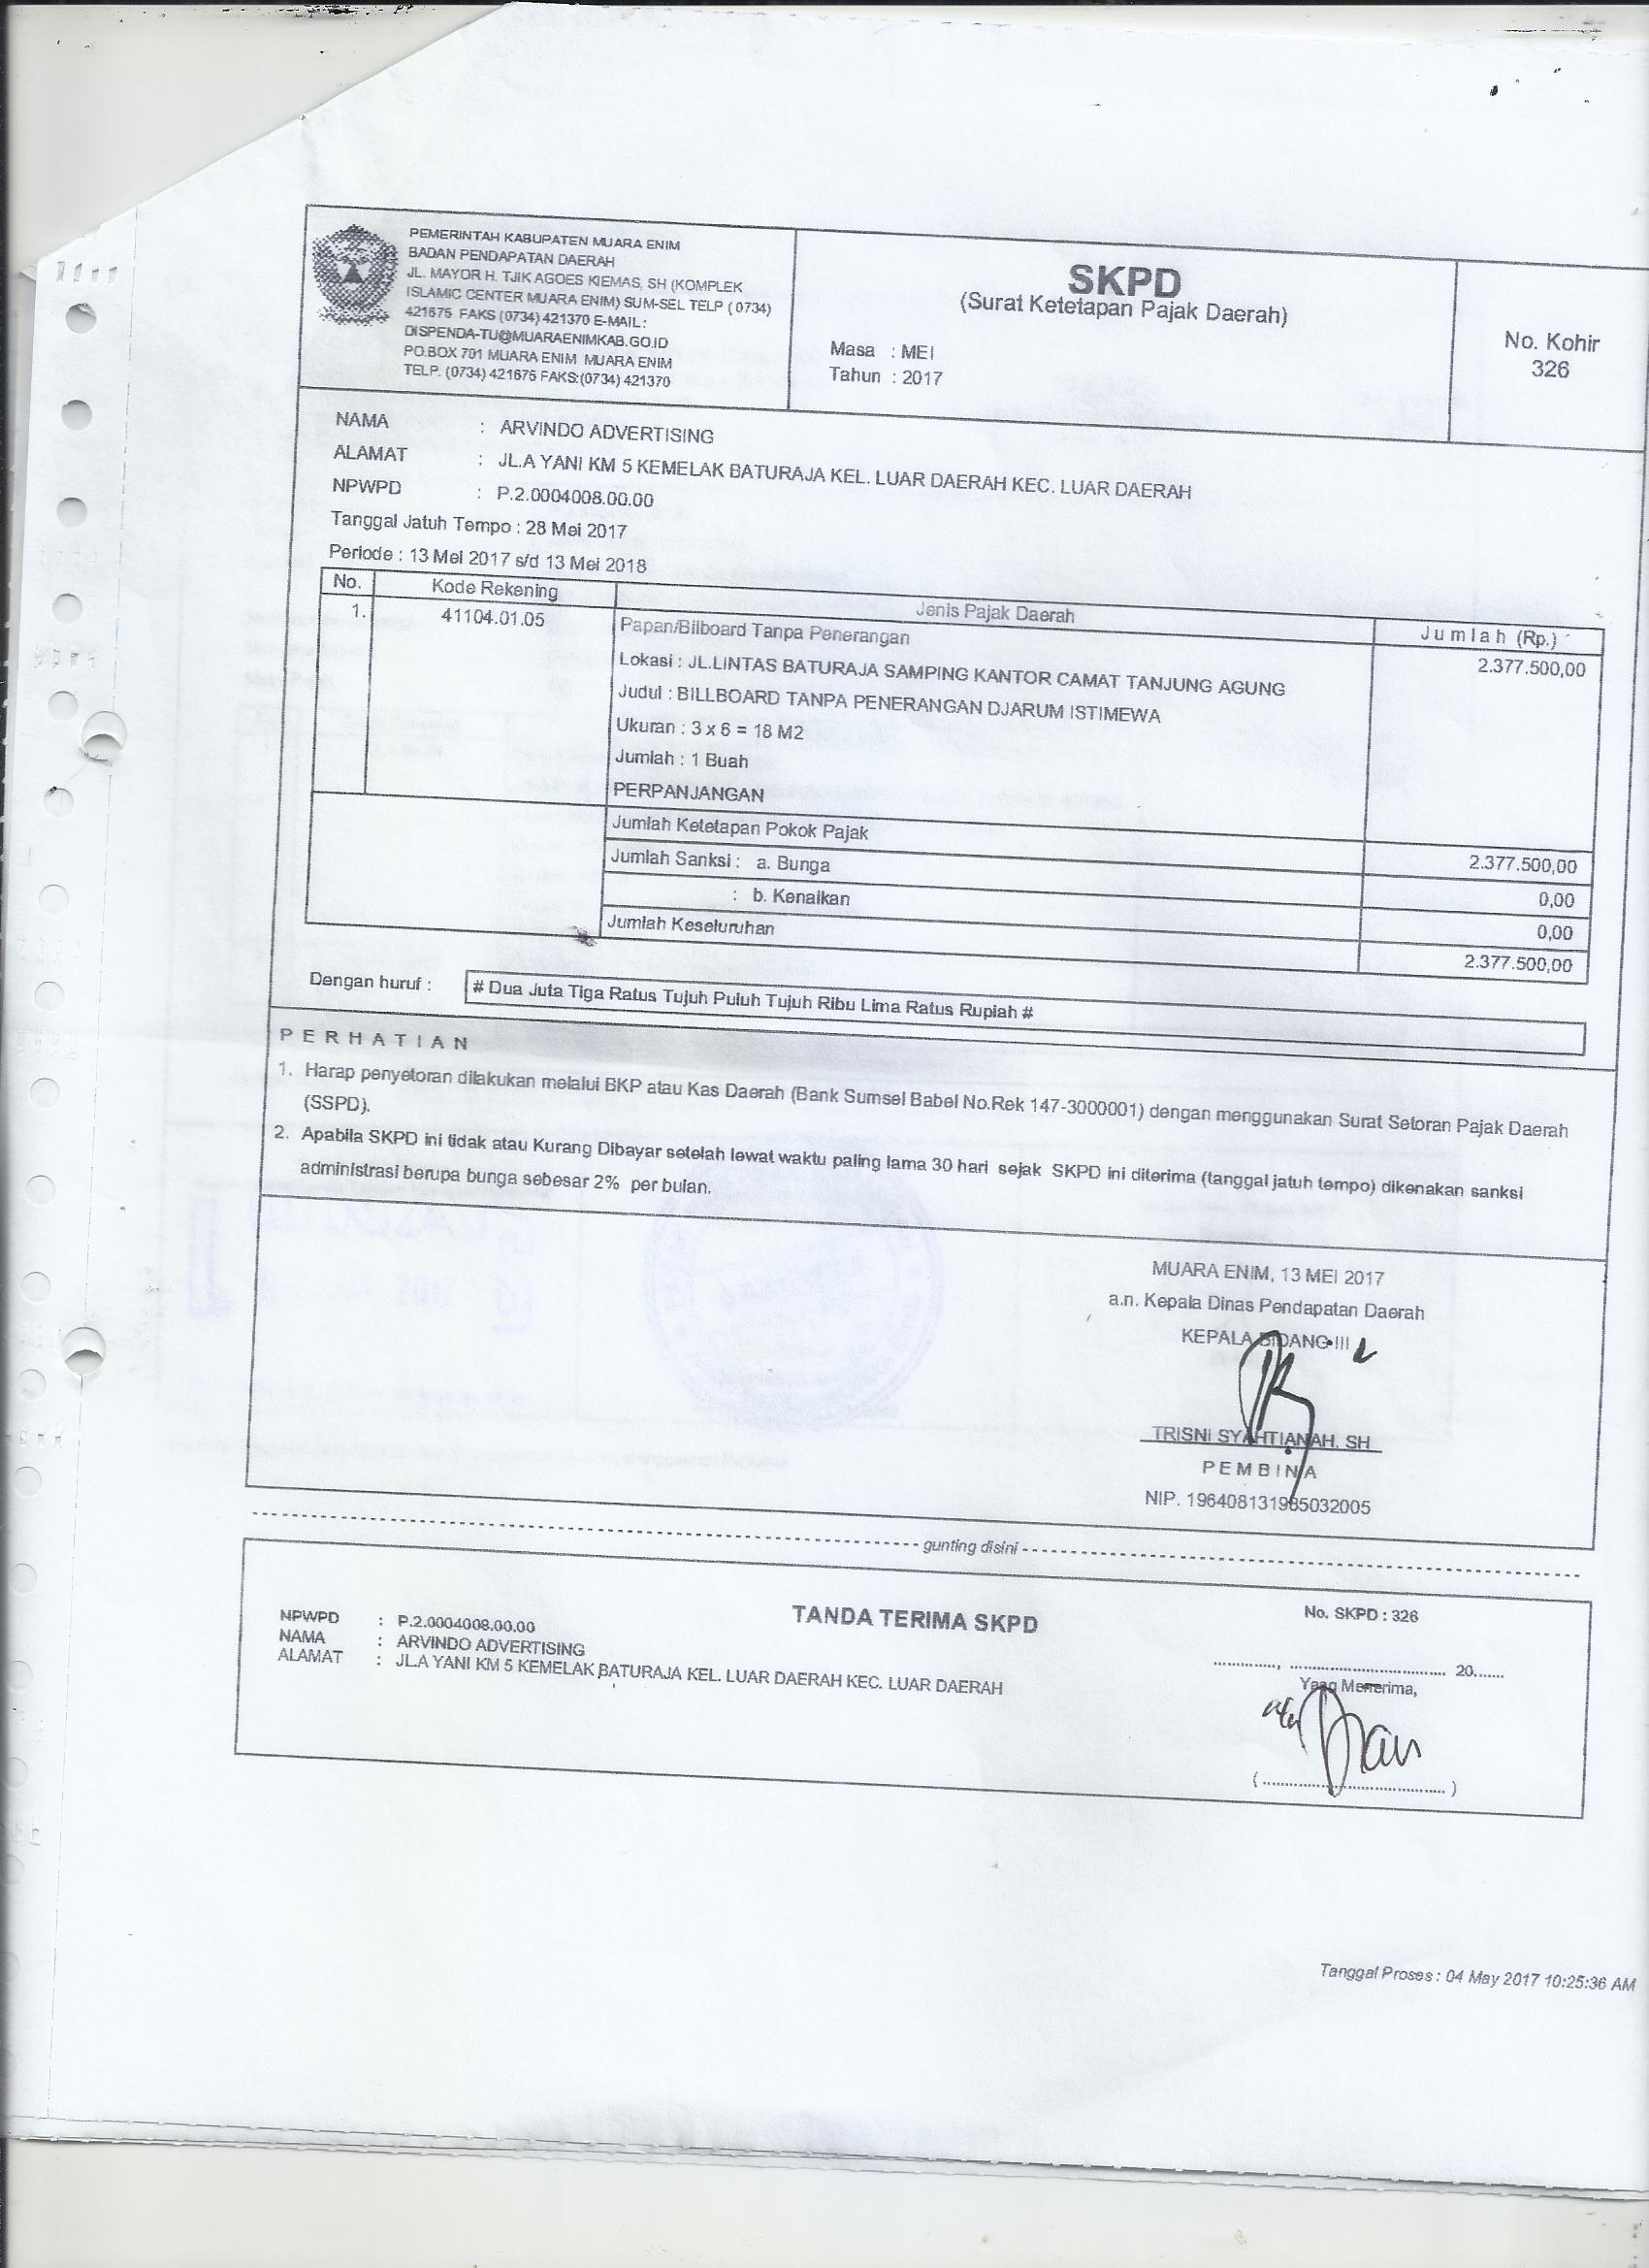 PEMERINTAH KABUPATEN MUARA ENIM
BADAN PENDAPATAN DAERAH
JL. MAYOR H. TJIK AGOES KIEMAS, SH (KOMPLEK
ISLAMIC CENTER MUARA ENIM) SUM-SEL TELP ( 0734)
421675 FAKS (0734) 421370 E-MAIL :
DISPENDA-TU@MUARAENIMKAB.GO.ID
PO.BOX 701 MUARA ENIM MUARA ENIM
TELP. (0734) 421675 FAKS:(0734) 421370
SKPD
(Surat Ketetapan Pajak Daerah)
Masa : MEI
Tahun : 2017
No. Kohir
326
NAMA : ARVINDO ADVERTISING
ALAMAT : JL.A YANI KM 5 KEMELAK BATURAJA KEL. LUAR DAERAH KEC. LUAR DAERAH
NPWPD : P.2.0004008.00.00
Tanggal Jatuh Tempo : 28 Mei 2017
Periode : 13 Mei 2017 s/d 13 Mei 2018
No. Kode Rekening Jenis Pajak Daerah Jumlah (Rp.)
1. 41104.01.05 Papan/Bilboard Tanpa Penerangan 2.377.500,00
Lokasi : JL.LINTAS BATURAJA SAMPING KANTOR CAMAT TANJUNG AGUNG
Judul : BILLBOARD TANPA PENERANGAN DJARUM ISTIMEWA
Ukuran : 3 x 6 = 18 M2
Jumlah : 1 Buah
PERPANJANGAN
Jumlah Ketetapan Pokok Pajak 2.377.500,00
Jumlah Sanksi : a. Bunga 0,00
: b. Kenaikan 0,00
Jumlah Keseluruhan 2.377.500,00
Dengan huruf : # Dua Juta Tiga Ratus Tujuh Puluh Tujuh Ribu Lima Ratus Rupiah #
PERHATIAN
1. Harap penyetoran dilakukan melalui BKP atau Kas Daerah (Bank Sumsel Babel No.Rek 147-3000001) dengan menggunakan Surat Setoran Pajak Daerah
(SSPD).
2. Apabila SKPD ini tidak atau Kurang Dibayar setelah lewat waktu paling lama 30 hari sejak SKPD ini diterima (tanggal jatuh tempo) dikenakan sanksi
administrasi berupa bunga sebesar 2% per bulan.
MUARA ENIM, 13 MEI 2017
a.n. Kepala Dinas Pendapatan Daerah
KEPALA BIDANG III
TRISNI SYAHTIANAH. SH
PEMBINA
NIP. 196408131985032005
gunting disini
TANDA TERIMA SKPD
No. SKPD : 326
NPWPD : P.2.0004008.00.00
NAMA : ARVINDO ADVERTISING
ALAMAT : JL.A YANI KM 5 KEMELAK BATURAJA KEL. LUAR DAERAH KEC. LUAR DAERAH
............., ................................. 20.......
Yang Menerima,
( ........................................ )
Tanggal Proses : 04 May 2017 10:25:36 AM